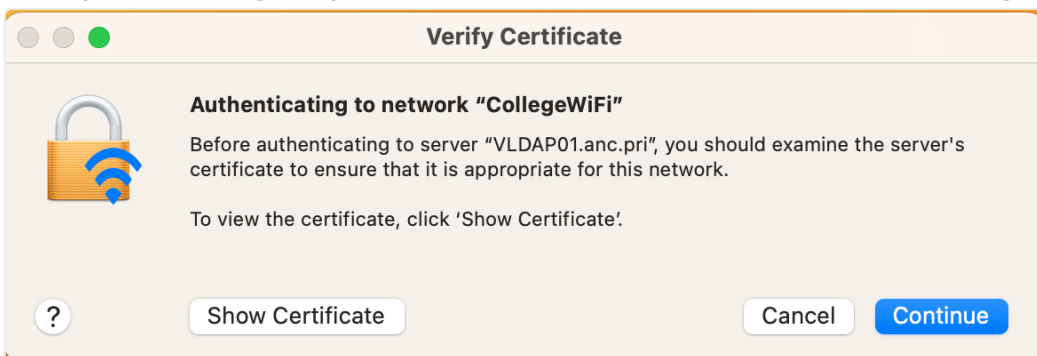 Verify Certificate
Authenticating to network “CollegeWiFi”
Before authenticating to server “VLDAP01.anc.pri”, you should examine the server's
certificate to ensure that it is appropriate for this network.
To view the certificate, click ‘Show Certificate’.
? Show Certificate Cancel Continue